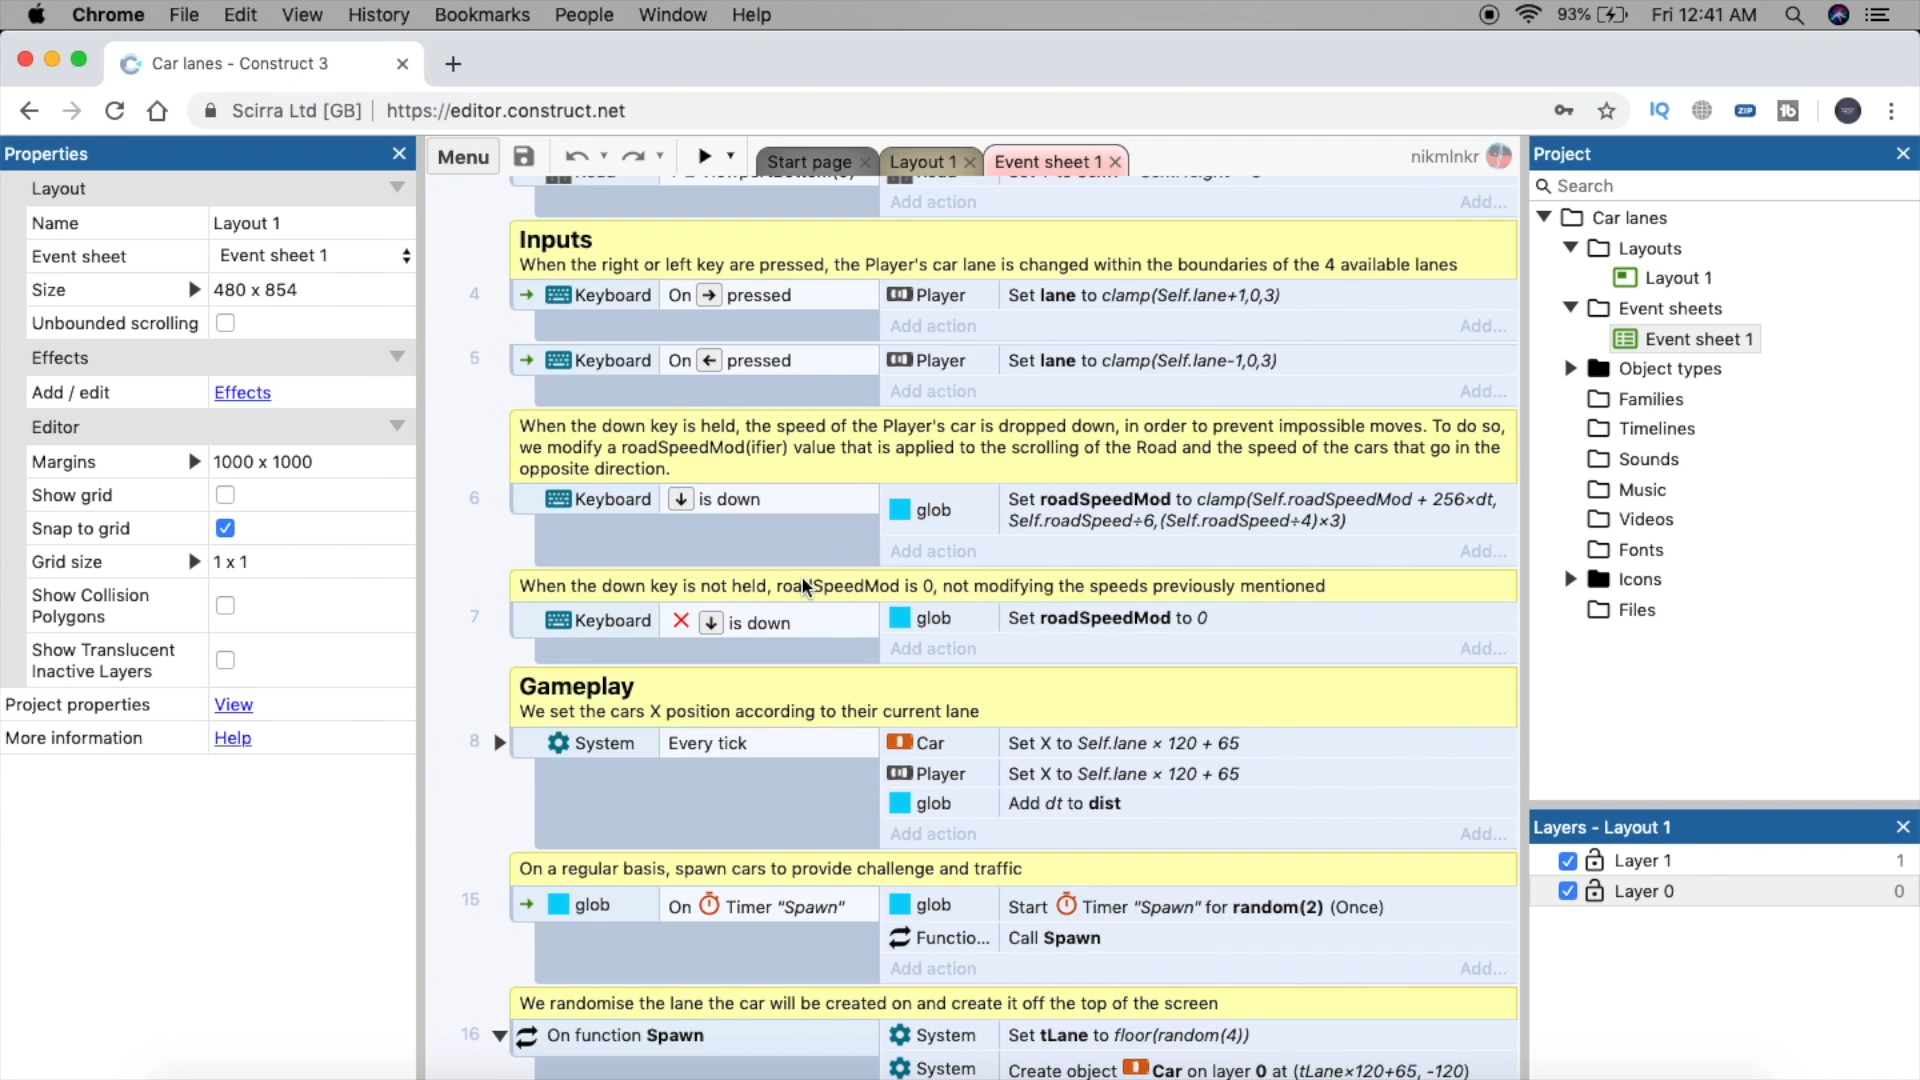 Chrome File Edit View History Bookmarks People Window Help 93% Fri 12:41 AM
Car lanes - Construct 3
Scirra Ltd [GB] https://editor.construct.net IQ ZIP tb
Properties
Layout
Name Layout 1
Event sheet Event sheet 1
Size 480 x 854
Unbounded scrolling
Effects
Add / edit Effects
Editor
Margins 1000 x 1000
Show grid
Snap to grid
Grid size 1 x 1
Show Collision
Polygons
Show Translucent
Inactive Layers
Project properties View
More information Help
Menu Start page Layout 1 Event sheet 1 nikmlnkr
Add action Add...
Inputs
When the right or left key are pressed, the Player's car lane is changed within the boundaries of the 4 available lanes
4 Keyboard On → pressed Player Set lane to clamp(Self.lane+1,0,3)
Add action Add...
5 Keyboard On ← pressed Player Set lane to clamp(Self.lane-1,0,3)
Add action Add...
When the down key is held, the speed of the Player's car is dropped down, in order to prevent impossible moves. To do so,
we modify a roadSpeedMod(ifier) value that is applied to the scrolling of the Road and the speed of the cars that go in the
opposite direction.
6 Keyboard ↓ is down glob Set roadSpeedMod to clamp(Self.roadSpeedMod + 256×dt,
Self.roadSpeed÷6,(Self.roadSpeed÷4)×3)
Add action Add...
When the down key is not held, roadSpeedMod is 0, not modifying the speeds previously mentioned
7 Keyboard ↓ is down glob Set roadSpeedMod to 0
Add action Add...
Gameplay
We set the cars X position according to their current lane
8 System Every tick Car Set X to Self.lane × 120 + 65
Player Set X to Self.lane × 120 + 65
glob Add dt to dist
Add action Add...
On a regular basis, spawn cars to provide challenge and traffic
15 glob On Timer "Spawn" glob Start Timer "Spawn" for random(2) (Once)
Functio... Call Spawn
Add action Add...
We randomise the lane the car will be created on and create it off the top of the screen
16 On function Spawn System Set tLane to floor(random(4))
System Create object Car on layer 0 at (tLane×120+65, -120)
Project
Search
Car lanes
Layouts
Layout 1
Event sheets
Event sheet 1
Object types
Families
Timelines
Sounds
Music
Videos
Fonts
Icons
Files
Layers - Layout 1
Layer 1 1
Layer 0 0